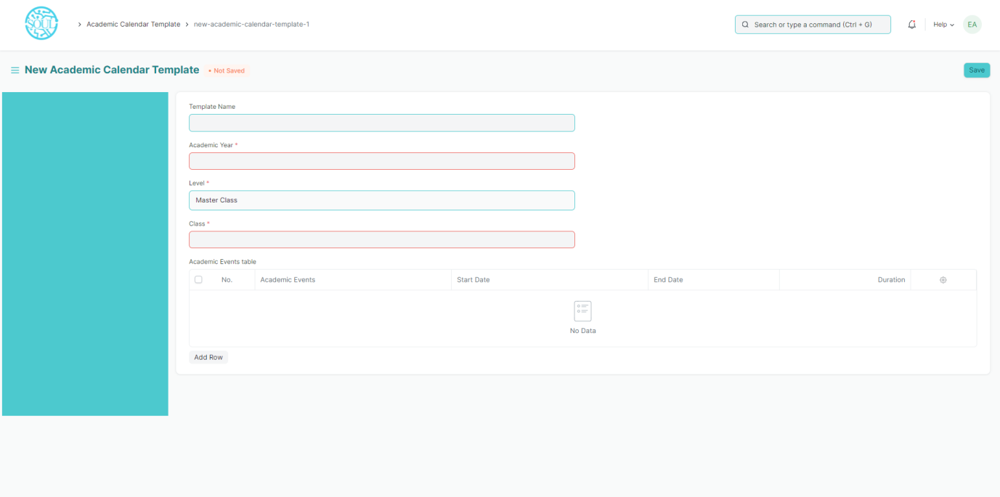 SOUL
Academic Calendar Template
new-academic-calendar-template-1
Search or type a command (Ctrl + G)
Help
EA
New Academic Calendar Template
• Not Saved
Save
Template Name
Academic Year *
Level *
Master Class
Class *
Academic Events table
No. Academic Events Start Date End Date Duration
No Data
Add Row